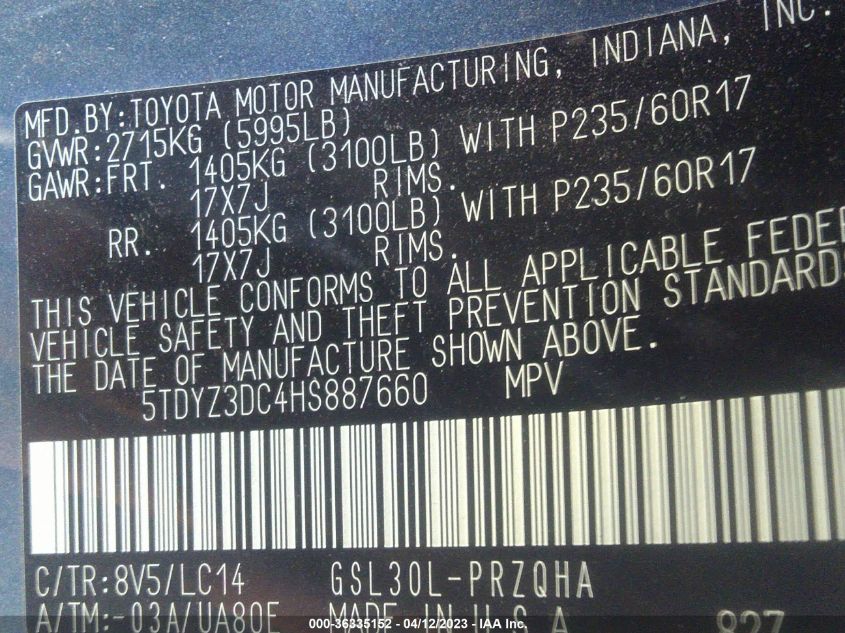 MFD.BY:TOYOTA MOTOR MANUFACTURING, INDIANA, INC.
GVWR:2715KG (5995LB)
GAWR:FRT. 1405KG (3100LB) WITH P235/60R17
17X7J RIMS.
RR. 1405KG (3100LB) WITH P235/60R17
17X7J RIMS.
THIS VEHICLE CONFORMS TO ALL APPLICABLE FEDER
VEHICLE SAFETY AND THEFT PREVENTION STANDARDS
THE DATE OF MANUFACTURE SHOWN ABOVE.
5TDYZ3DC4HS887660 MPV
C/TR:8V5/LC14 GSL30L-PRZQHA
A/TM:-03A/UA80E MADE IN U.S.A 827
000-36335152 - 04/12/2023 - IAA Inc.